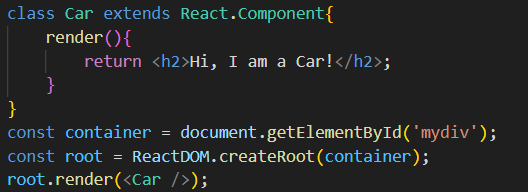 class Car extends React.Component{
    render(){
        return <h2>Hi, I am a Car!</h2>;
    }
}
const container = document.getElementById('mydiv');
const root = ReactDOM.createRoot(container);
root.render(<Car />);